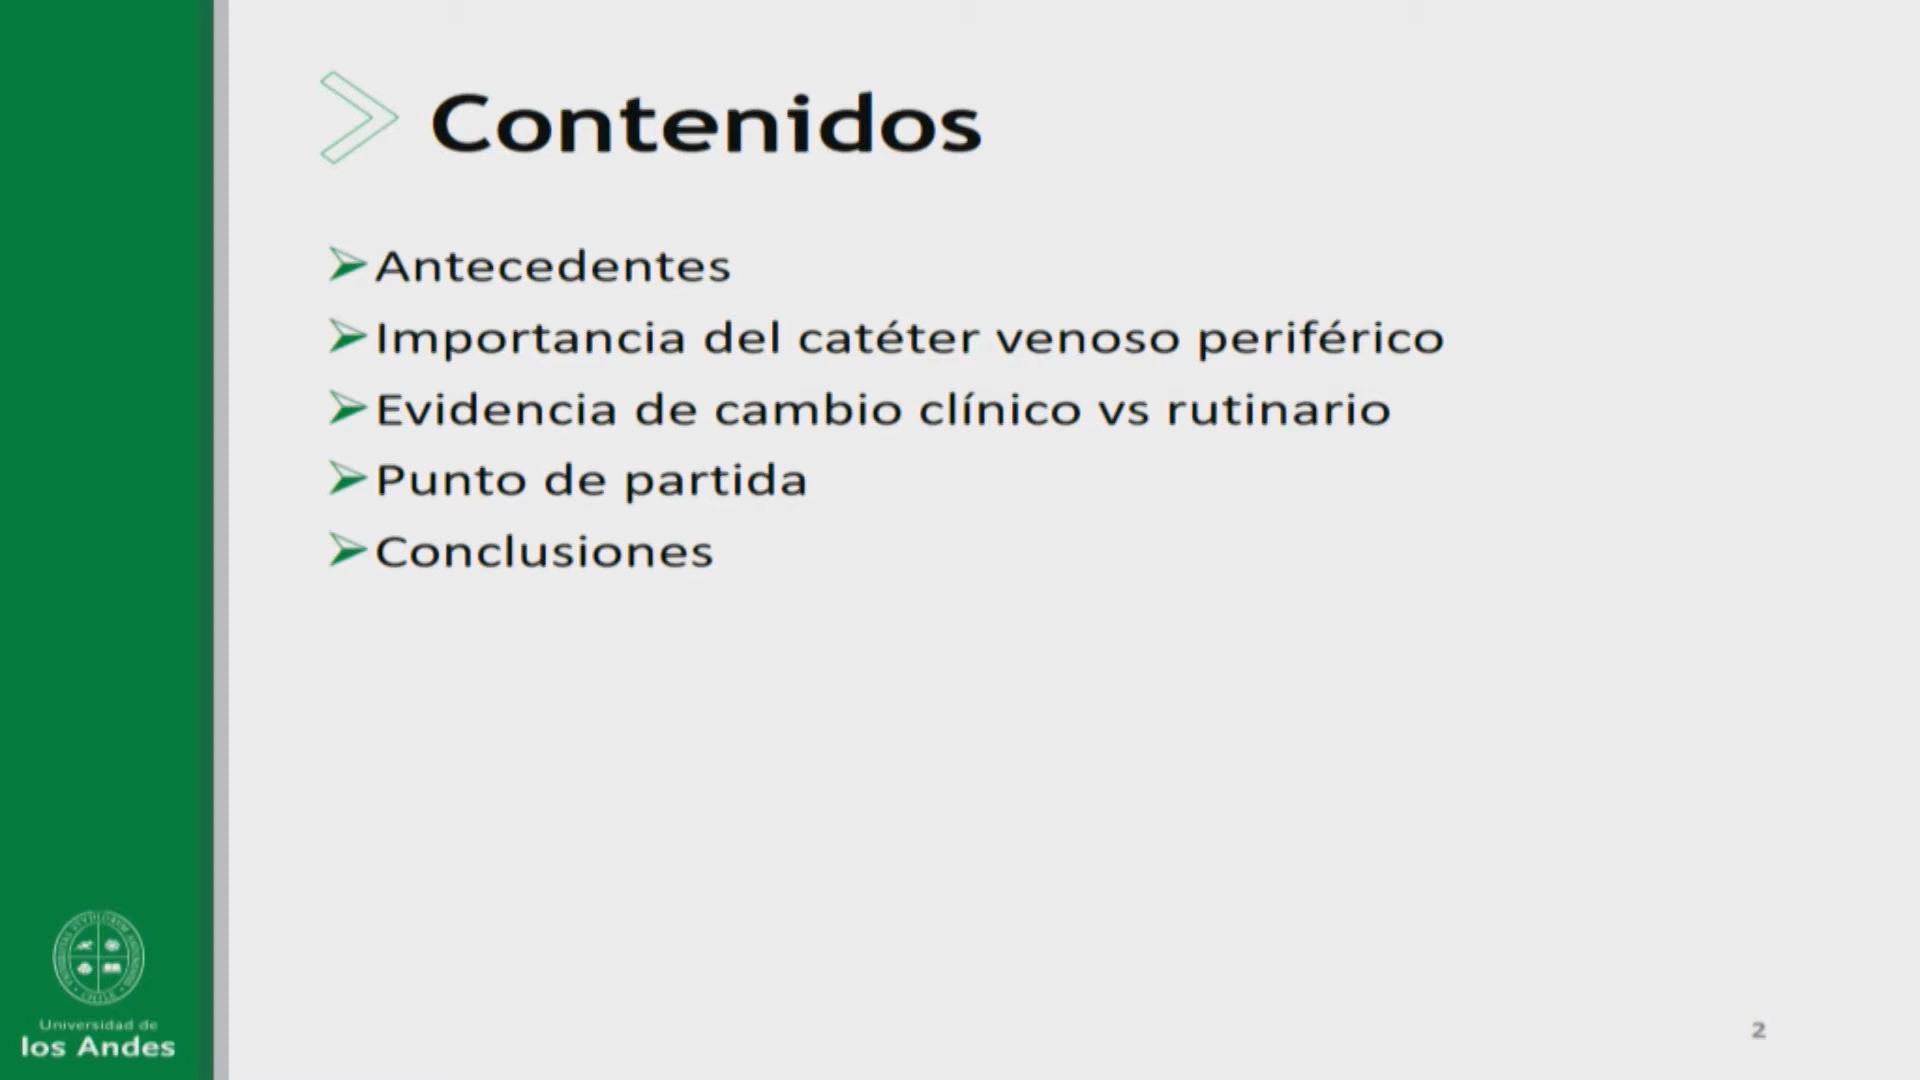 Contenidos
Antecedentes
Importancia del catéter venoso periférico
Evidencia de cambio clínico vs rutinario
Punto de partida
Conclusiones
CHILE
Universidad de
los Andes
2